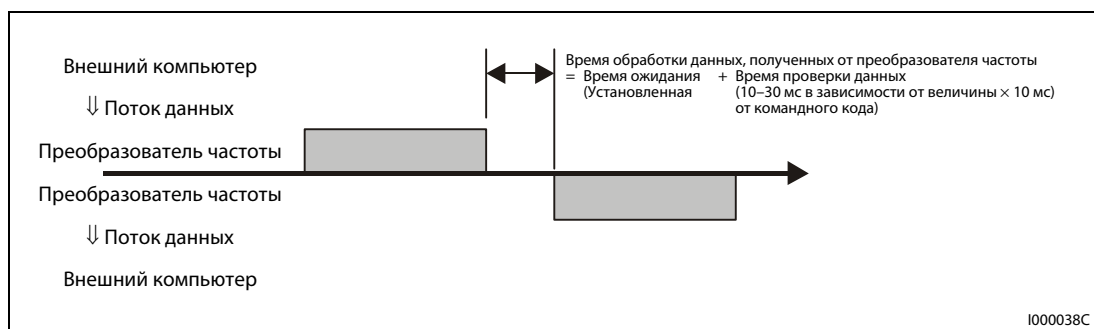 Внешний компьютер
⇓ Поток данных
Преобразователь частоты
Преобразователь частоты
⇓ Поток данных
Внешний компьютер
Время обработки данных, полученных от преобразователя частоты
= Время ожидания + Время проверки данных
(Установленная (10–30 мс в зависимости от величины × 10 мс)
от командного кода)
I000038C